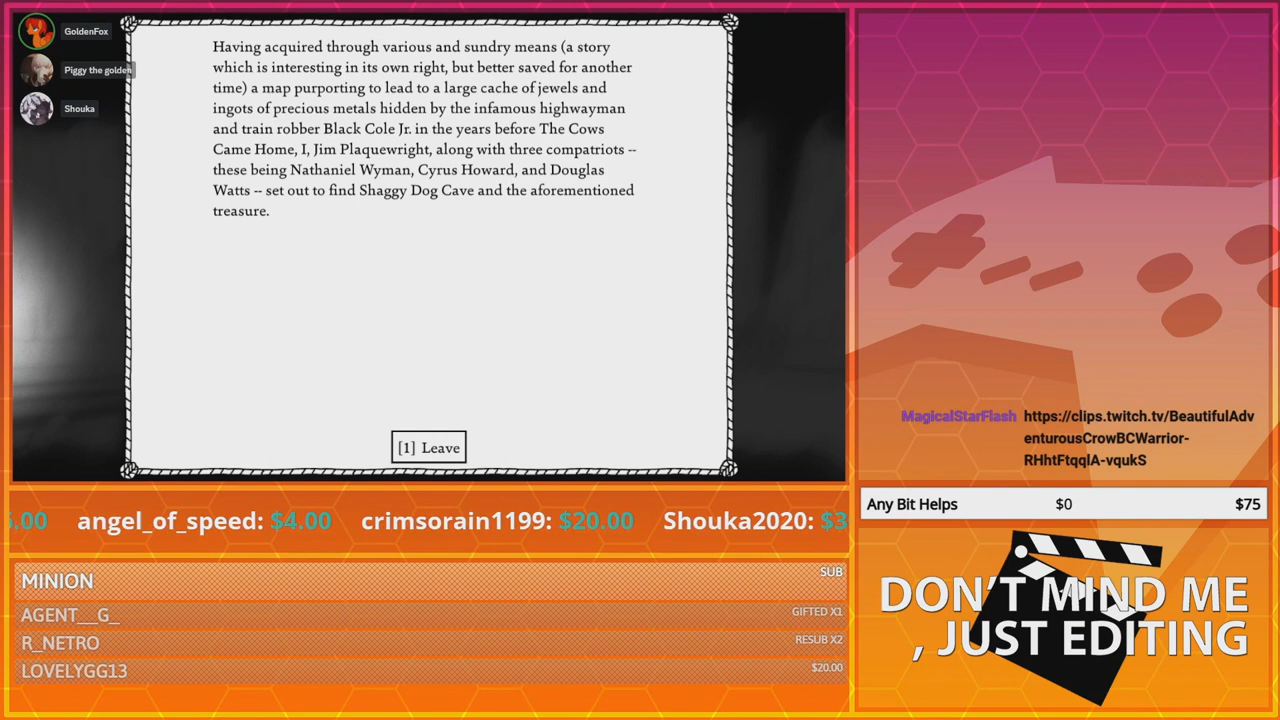 GoldenFox
Piggy the golden
Shouka
Having acquired through various and sundry means (a story
which is interesting in its own right, but better saved for another
time) a map purporting to lead to a large cache of jewels and
ingots of precious metals hidden by the infamous highwayman
and train robber Black Cole Jr. in the years before The Cows
Came Home, I, Jim Plaquewright, along with three compatriots --
these being Nathaniel Wyman, Cyrus Howard, and Douglas
Watts -- set out to find Shaggy Dog Cave and the aforementioned
treasure.
[1] Leave
MagicalStarFlash https://clips.twitch.tv/BeautifulAdv
enturousCrowBCWarrior-
RHhtFtqqIA-vqukS
Any Bit Helps $0 $75
5.00 angel_of_speed: $4.00 crimsorain1199: $20.00 Shouka2020: $3
MINION SUB
AGENT__G_ GIFTED X1
R_NETRO RESUB X2
LOVELYGG13 $20.00
DON'T MIND ME
, JUST EDITING